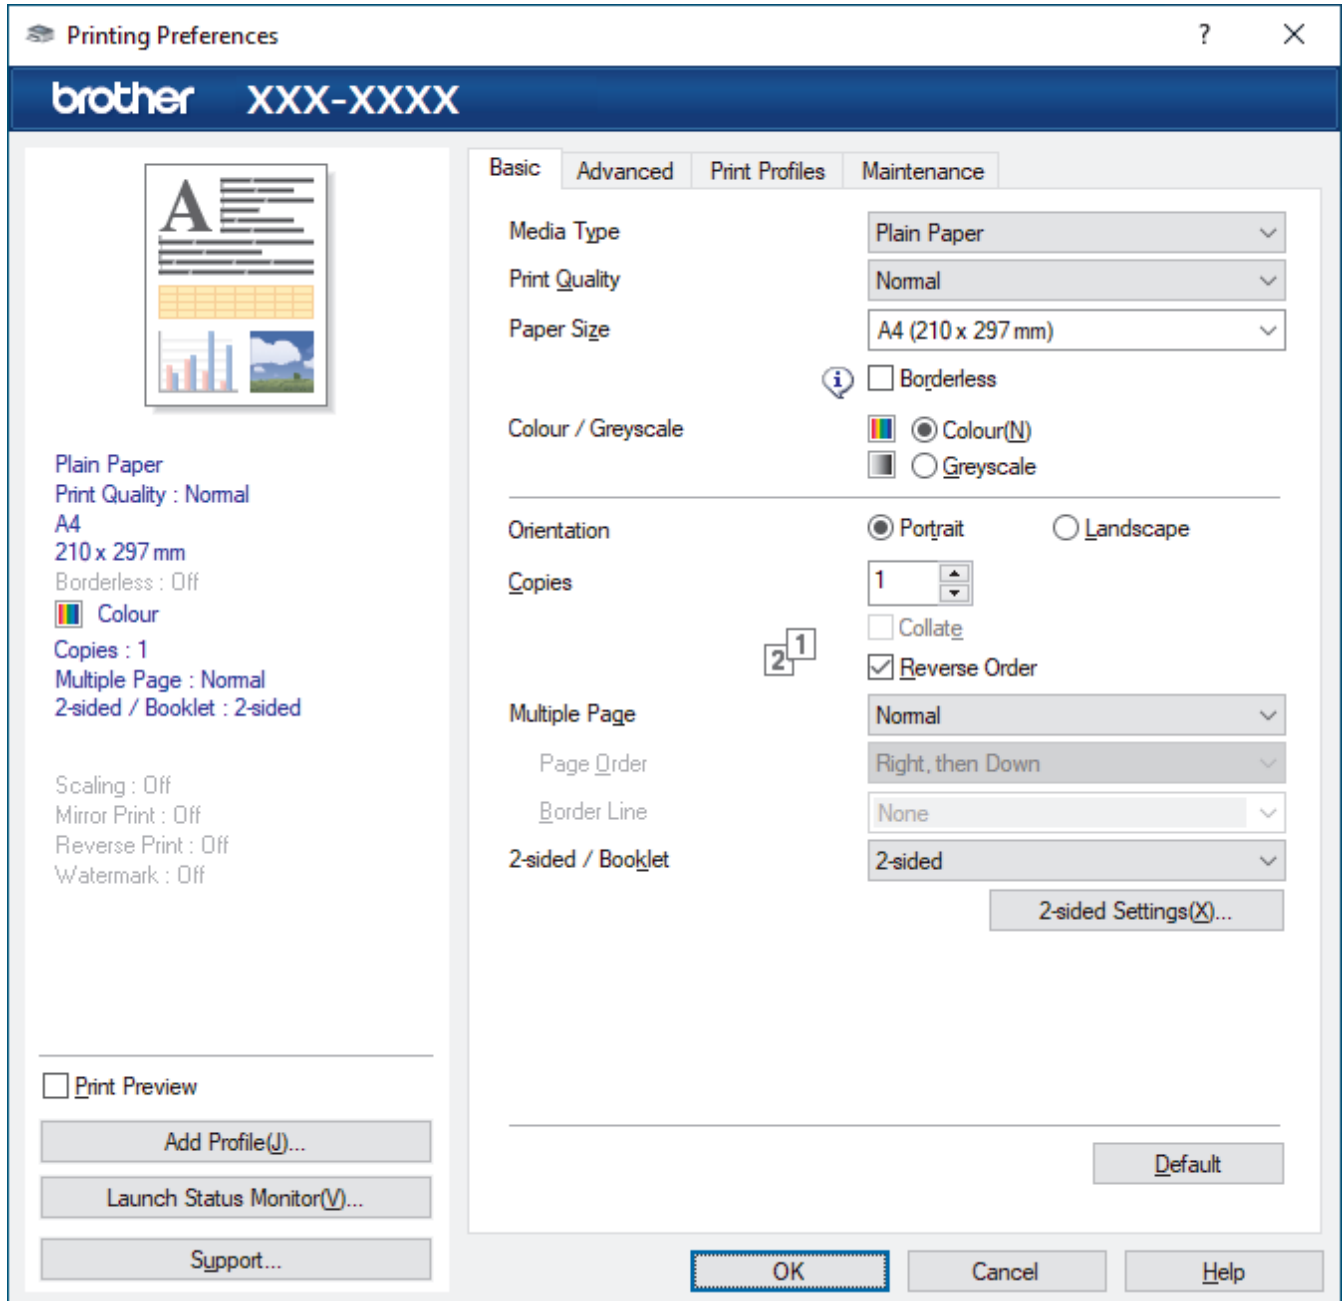 Printing Preferences
?
brother XXX-XXXX
A
Plain Paper
Print Quality : Normal
A4
210 x 297 mm
Borderless : Off
Colour
Copies : 1
Multiple Page : Normal
2-sided / Booklet : 2-sided
Scaling : Off
Mirror Print : Off
Reverse Print : Off
Watermark : Off
Print Preview
Add Profile(J)...
Launch Status Monitor(V)...
Support...
Basic Advanced Print Profiles Maintenance
Media Type Plain Paper
Print Quality Normal
Paper Size A4 (210 x 297 mm)
i Borderless
Colour / Greyscale Colour(N)
Greyscale
Orientation Portrait Landscape
Copies 1
Collate
2 1 Reverse Order
Multiple Page Normal
Page Order Right, then Down
Border Line None
2-sided / Booklet 2-sided
2-sided Settings(X)...
Default
OK Cancel Help